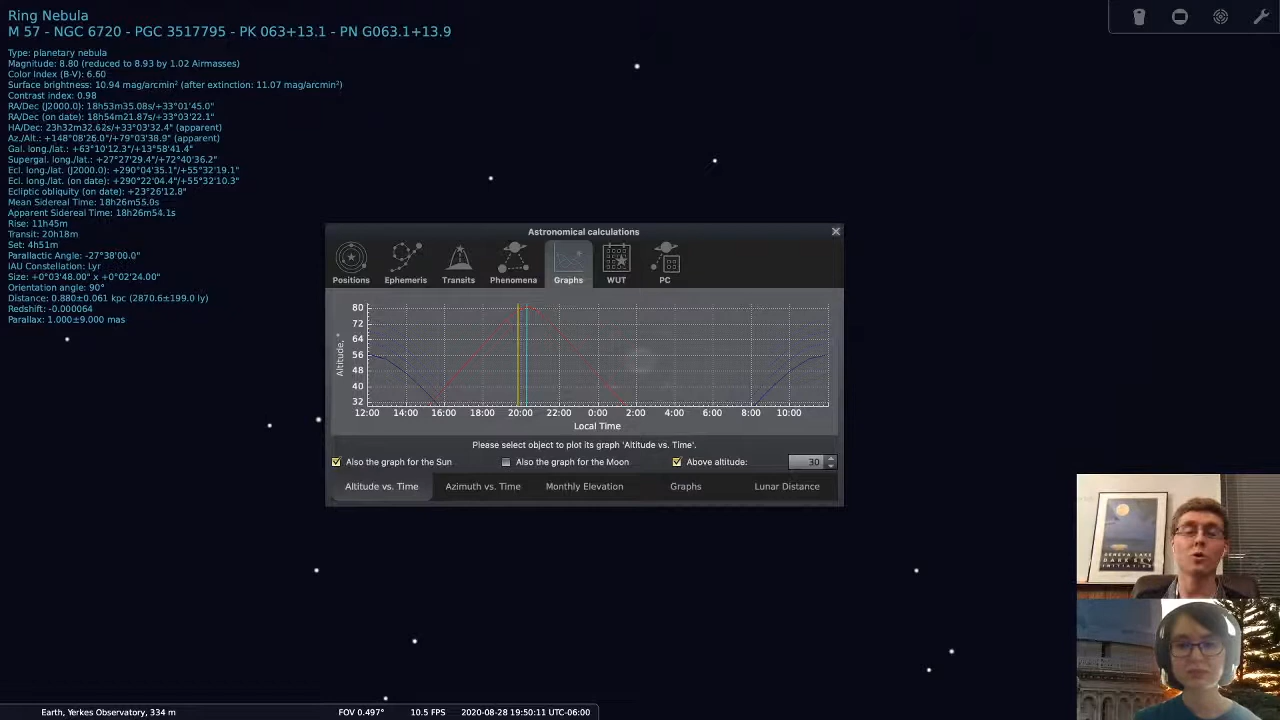 Ring Nebula
M 57 - NGC 6720 - PGC 3517795 - PK 063+13.1 - PN G063.1+13.9
Type: planetary nebula
Magnitude: 8.80 (reduced to 8.93 by 1.02 Airmasses)
Color Index (B-V): 6.60
Surface brightness: 10.94 mag/arcmin² (after extinction: 11.07 mag/arcmin²)
Contrast index: 0.98
RA/Dec (J2000.0): 18h53m35.08s/+33°01'45.0"
RA/Dec (on date): 18h54m21.87s/+33°03'22.1"
HA/Dec: 23h32m32.62s/+33°03'32.4" (apparent)
Az./Alt.: +148°08'26.0"/+79°03'38.9" (apparent)
Gal. long./lat.: +63°10'12.3"/+13°58'41.4"
Supergal. long./lat.: +27°27'29.4"/+72°40'36.2"
Ecl. long./lat. (J2000.0): +290°04'35.1"/+55°32'19.1"
Ecl. long./lat. (on date): +290°22'04.4"/+55°32'10.3"
Ecliptic obliquity (on date): +23°26'12.8"
Mean Sidereal Time: 18h26m55.0s
Apparent Sidereal Time: 18h26m54.1s
Rise: 11h45m
Transit: 20h18m
Set: 4h51m
Parallactic Angle: -27°38'00.0"
IAU Constellation: Lyr
Size: +0°03'48.00" x +0°02'24.00"
Orientation angle: 90°
Distance: 0.880±0.061 kpc (2870.6±199.0 ly)
Redshift: -0.000064
Parallax: 1.000±9.000 mas
Astronomical calculations
Positions Ephemeris Transits Phenomena Graphs WUT PC
Altitude, °
80
72
64
56
48
40
32
12:00 14:00 16:00 18:00 20:00 22:00 0:00 2:00 4:00 6:00 8:00 10:00
Local Time
Please select object to plot its graph 'Altitude vs. Time'.
Also the graph for the Sun Also the graph for the Moon Above altitude: 30
Altitude vs. Time Azimuth vs. Time Monthly Elevation Graphs Lunar Distance
GENEVA LAKE
DARK SKY
INITIATIVE
Earth, Yerkes Observatory, 334 m FOV 0.497° 10.5 FPS 2020-08-28 19:50:11 UTC-06:00